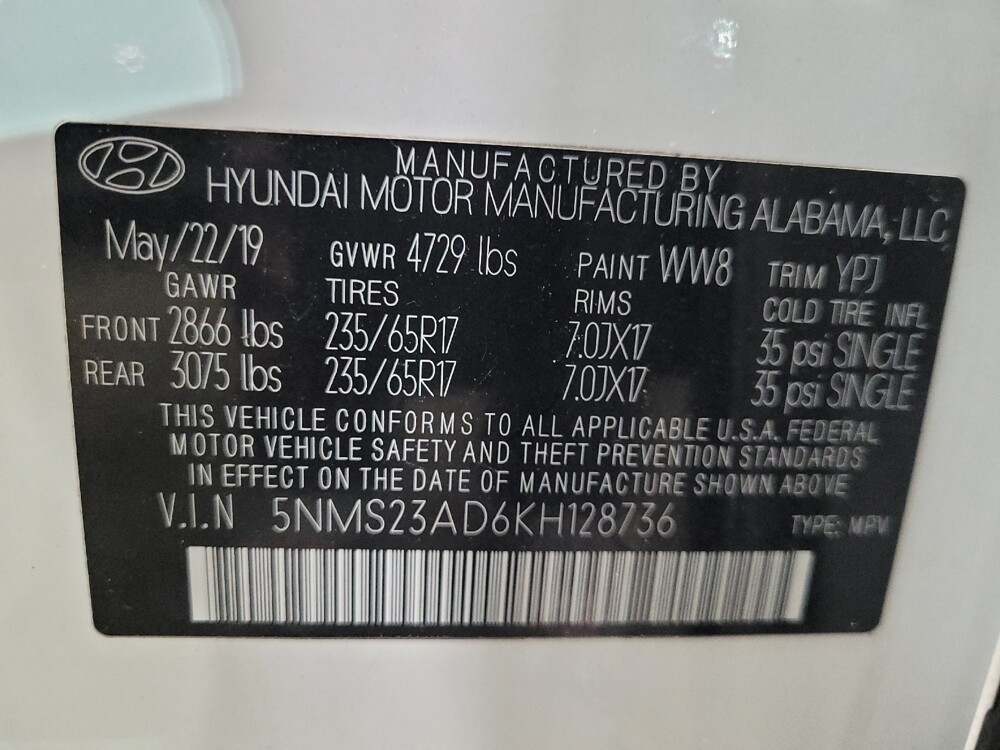 MANUFACTURED BY
HYUNDAI MOTOR MANUFACTURING ALABAMA, LLC
May/22/19 GVWR 4729 lbs PAINT WW8 TRIM YPJ
GAWR TIRES RIMS COLD TIRE INFL
FRONT 2866 lbs 235/65R17 7.0JX17 35 psi SINGLE
REAR 3075 lbs 235/65R17 7.0JX17 35 psi SINGLE
THIS VEHICLE CONFORMS TO ALL APPLICABLE U.S.A. FEDERAL
MOTOR VEHICLE SAFETY AND THEFT PREVENTION STANDARDS
IN EFFECT ON THE DATE OF MANUFACTURE SHOWN ABOVE
V.I.N 5NMS23AD6KH128736 TYPE: MPV